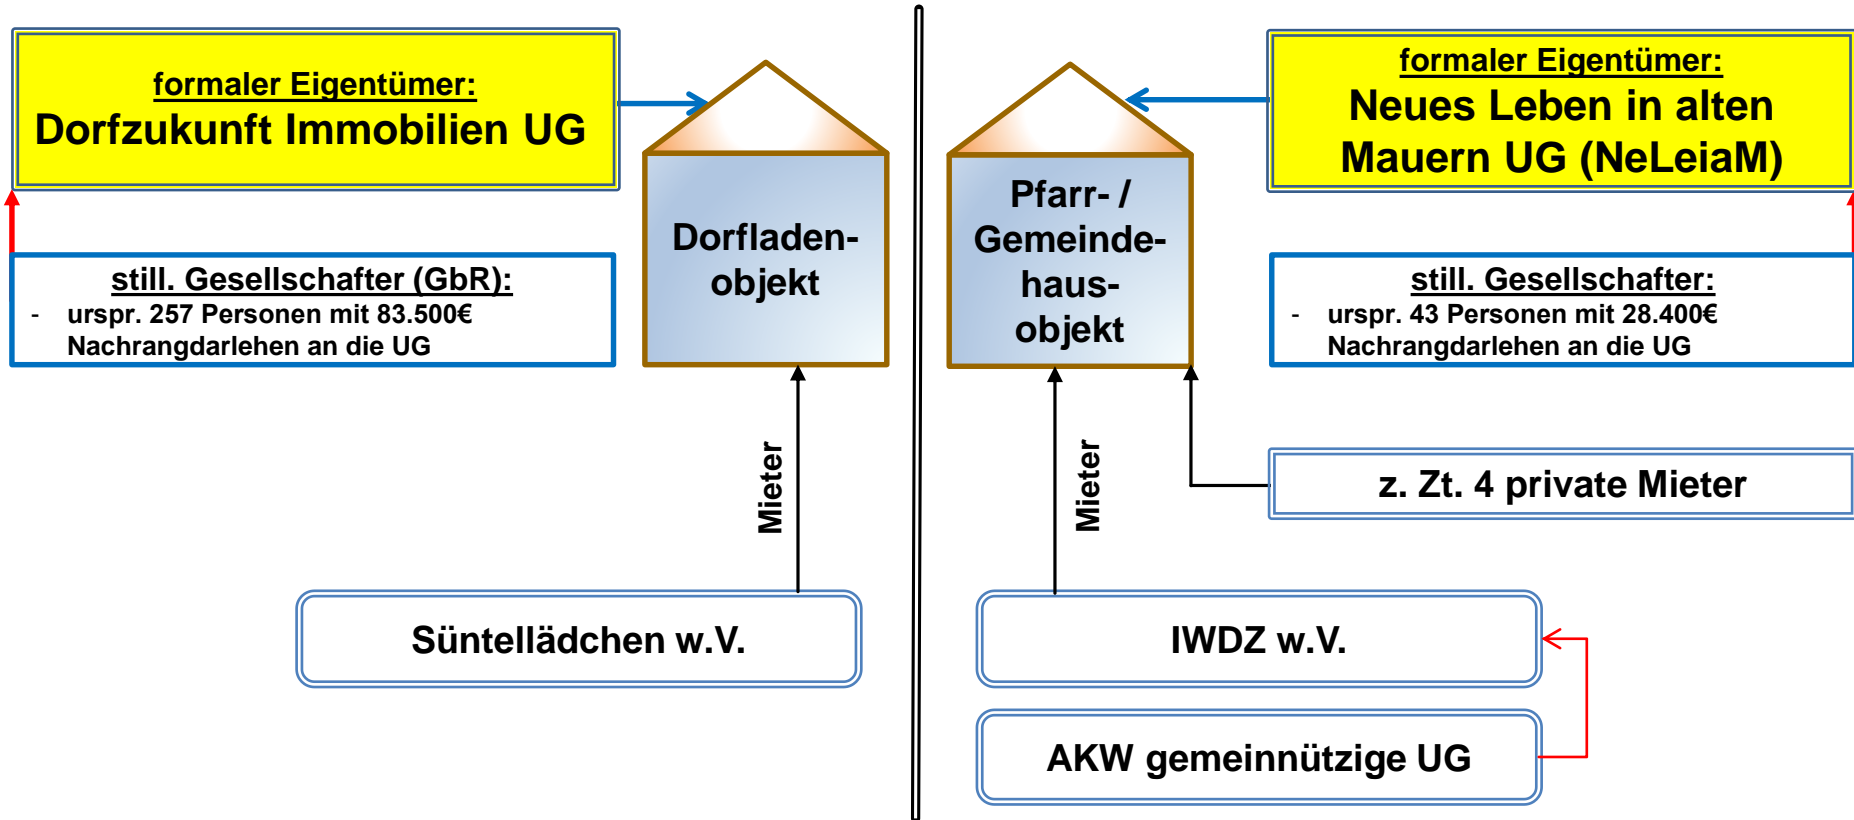 formaler Eigentümer:
Dorfzukunft Immobilien UG
still. Gesellschafter (GbR):
- urspr. 257 Personen mit 83.500€
Nachrangdarlehen an die UG
Dorfladen-
objekt
Mieter
Süntellädchen w.V.
formaler Eigentümer:
Neues Leben in alten
Mauern UG (NeLeiaM)
Pfarr- /
Gemeinde-
haus-
objekt
still. Gesellschafter:
- urspr. 43 Personen mit 28.400€
Nachrangdarlehen an die UG
Mieter
z. Zt. 4 private Mieter
IWDZ w.V.
AKW gemeinnützige UG